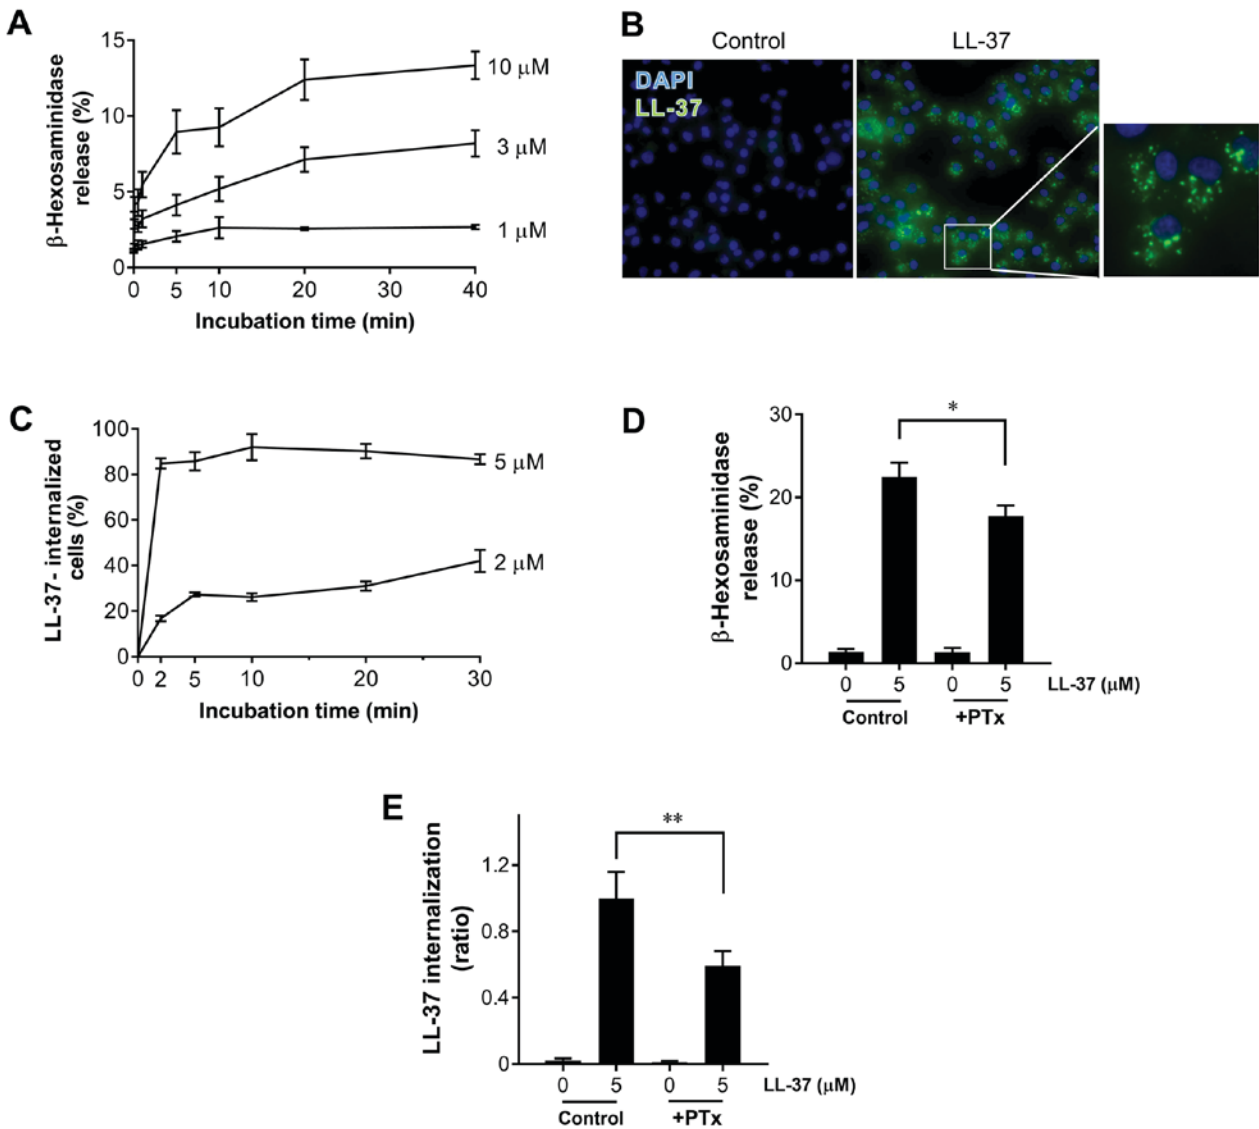 A
β-Hexosaminidase
release (%)
15
10
5
0
10 μM
3 μM
1 μM
0 5 10 20 30 40
Incubation time (min)
B
Control
LL-37
DAPI
LL-37
C
LL-37- internalized
cells (%)
100
80
60
40
20
0
5 μM
2 μM
0 2 5 10 20 30
Incubation time (min)
D
β-Hexosaminidase
release (%)
30
20
10
0
*
0 5 0 5 LL-37 (μM)
Control +PTx
E
LL-37 internalization
(ratio)
1.2
0.8
0.4
0
**
0 5 0 5 LL-37 (μM)
Control +PTx